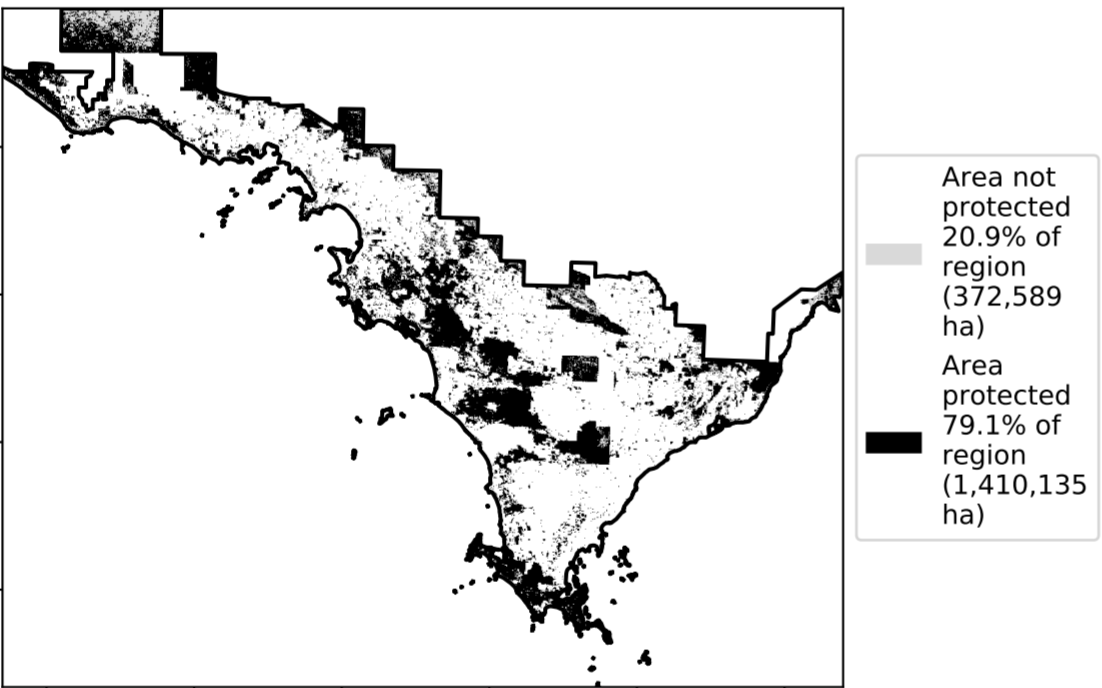 Area not
protected
20.9% of
region
(372,589
ha)
Area
protected
79.1% of
region
(1,410,135
ha)